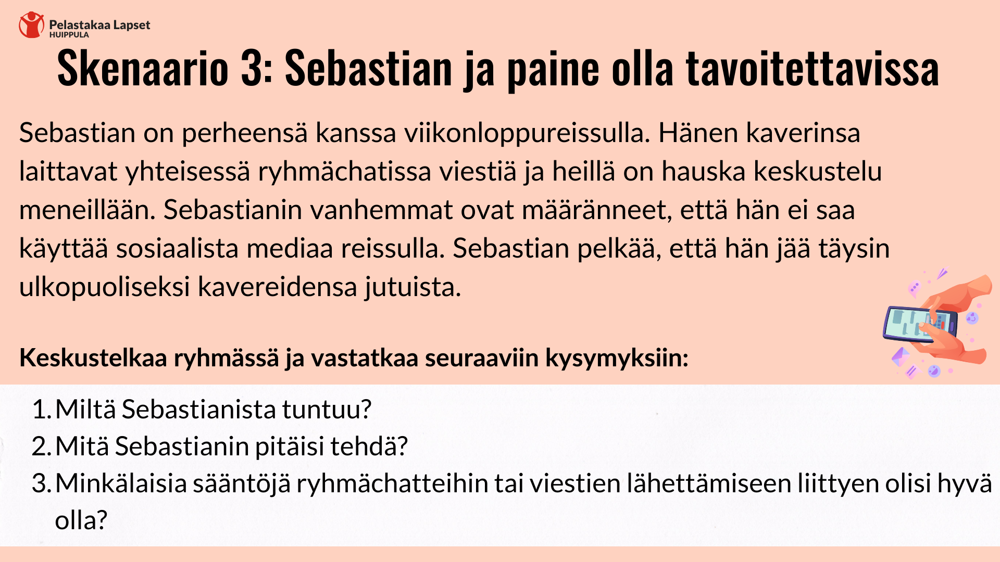 Pelastakaa Lapset
HUIPPULA
Skenaario 3: Sebastian ja paine olla tavoitettavissa
Sebastian on perheensä kanssa viikonloppureissulla. Hänen kaverinsa
laittavat yhteisessä ryhmächatissa viestiä ja heillä on hauska keskustelu
meneillään. Sebastianin vanhemmat ovat määränneet, että hän ei saa
käyttää sosiaalista mediaa reissulla. Sebastian pelkää, että hän jää täysin
ulkopuoliseksi kavereidensa jutuista.
Keskustelkaa ryhmässä ja vastatkaa seuraaviin kysymyksiin:
1. Miltä Sebastianista tuntuu?
2. Mitä Sebastianin pitäisi tehdä?
3. Minkälaisia sääntöjä ryhmächatteihin tai viestien lähettämiseen liittyen olisi hyvä
olla?